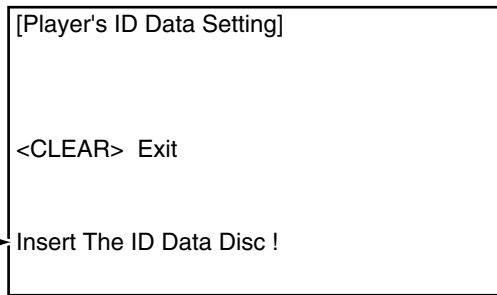 [Player's ID Data Setting]
<CLEAR> Exit
Insert The ID Data Disc !